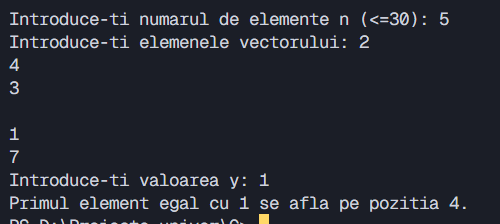 Introduce-ti numarul de elemente n (<=30): 5
Introduce-ti elemenele vectorului: 2
4
3
1
7
Introduce-ti valoarea y: 1
Primul element egal cu 1 se afla pe pozitia 4.